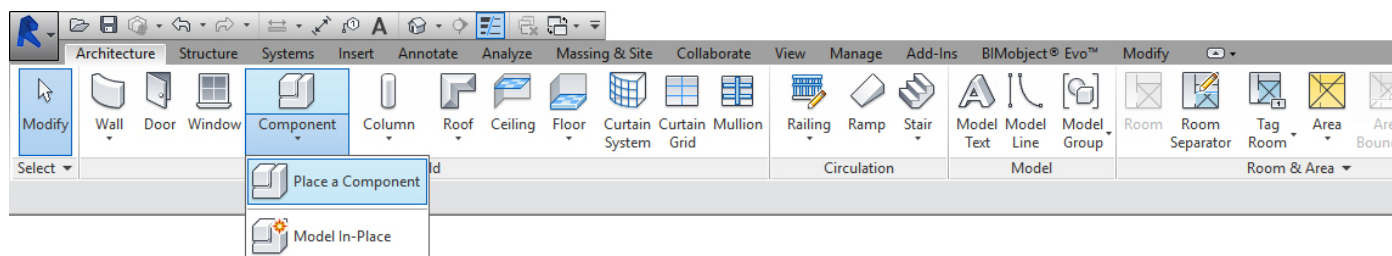 Architecture Structure Systems Insert Annotate Analyze Massing & Site Collaborate View Manage Add-Ins BIMobject® Evo™ Modify
Modify Wall Door Window Component Column Roof Ceiling Floor Curtain System Curtain Grid Mullion Railing Ramp Stair Model Text Model Line Model Group Room Room Separator Tag Room Area
Select Circulation Model Room & Area
Place a Component
Model In-Place